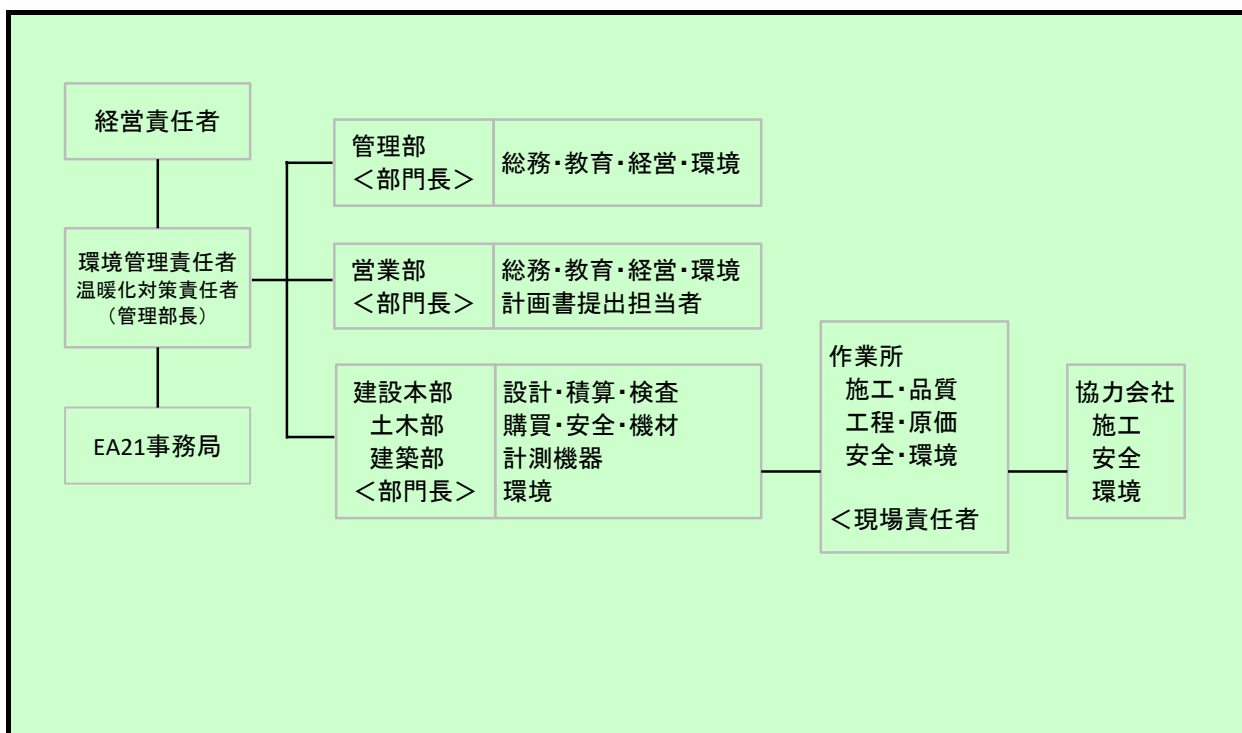 経営責任者
環境管理責任者
温暖化対策責任者
（管理部長）
EA21事務局
管理部
＜部門長＞
総務・教育・経営・環境
営業部
＜部門長＞
総務・教育・経営・環境
計画書提出担当者
建設本部
土木部
建築部
＜部門長＞
設計・積算・検査
購買・安全・機材
計測機器
環境
作業所
施工・品質
工程・原価
安全・環境
＜現場責任者
協力会社
施工
安全
環境